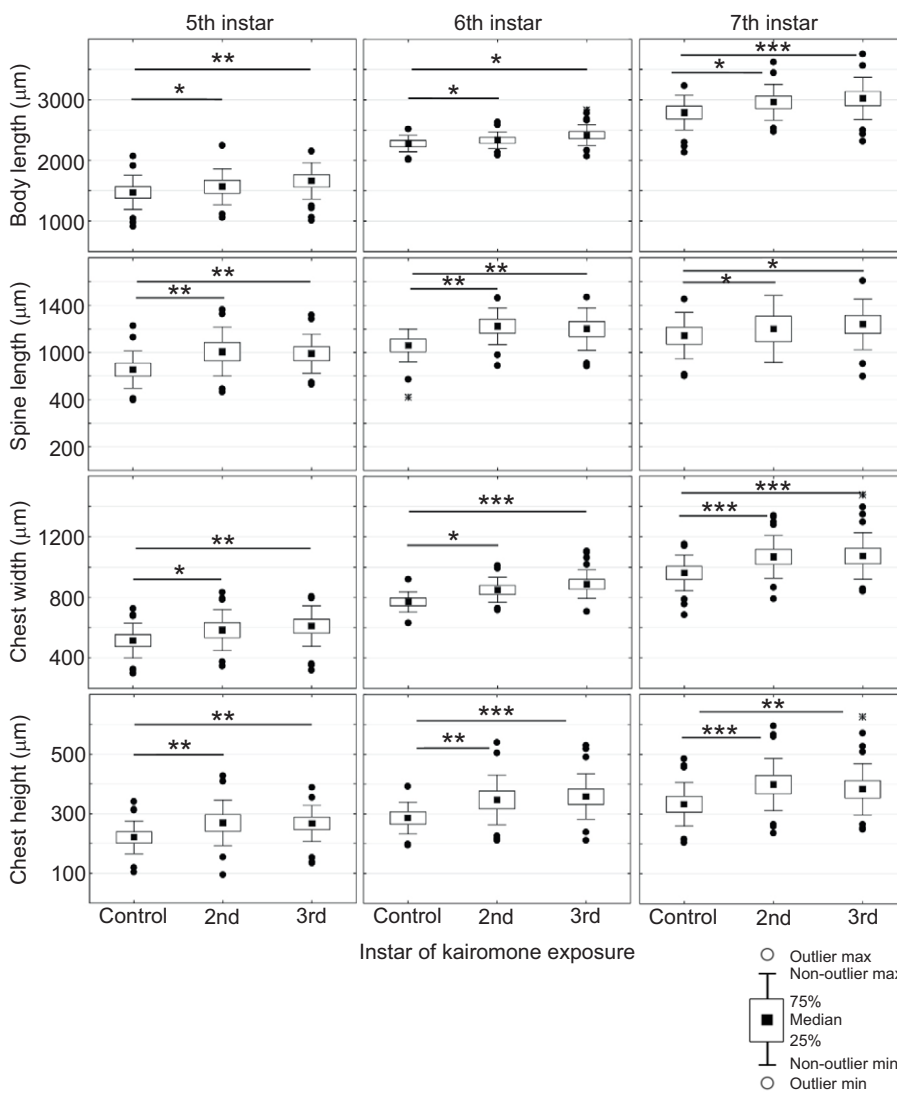 5th instar 6th instar 7th instar
Body length (μm)
3000
2000
1000
** * * * *** *
Spine length (μm)
1400
1000
400
200
** ** ** ** * *
Chest width (μm)
1200
800
400
** * *** * *** ***
Chest height (μm)
500
300
100
** ** *** ** ** ***
Control 2nd 3rd Control 2nd 3rd Control 2nd 3rd
Instar of kairomone exposure
Outlier max
Non-outlier max
75%
Median
25%
Non-outlier min
Outlier min